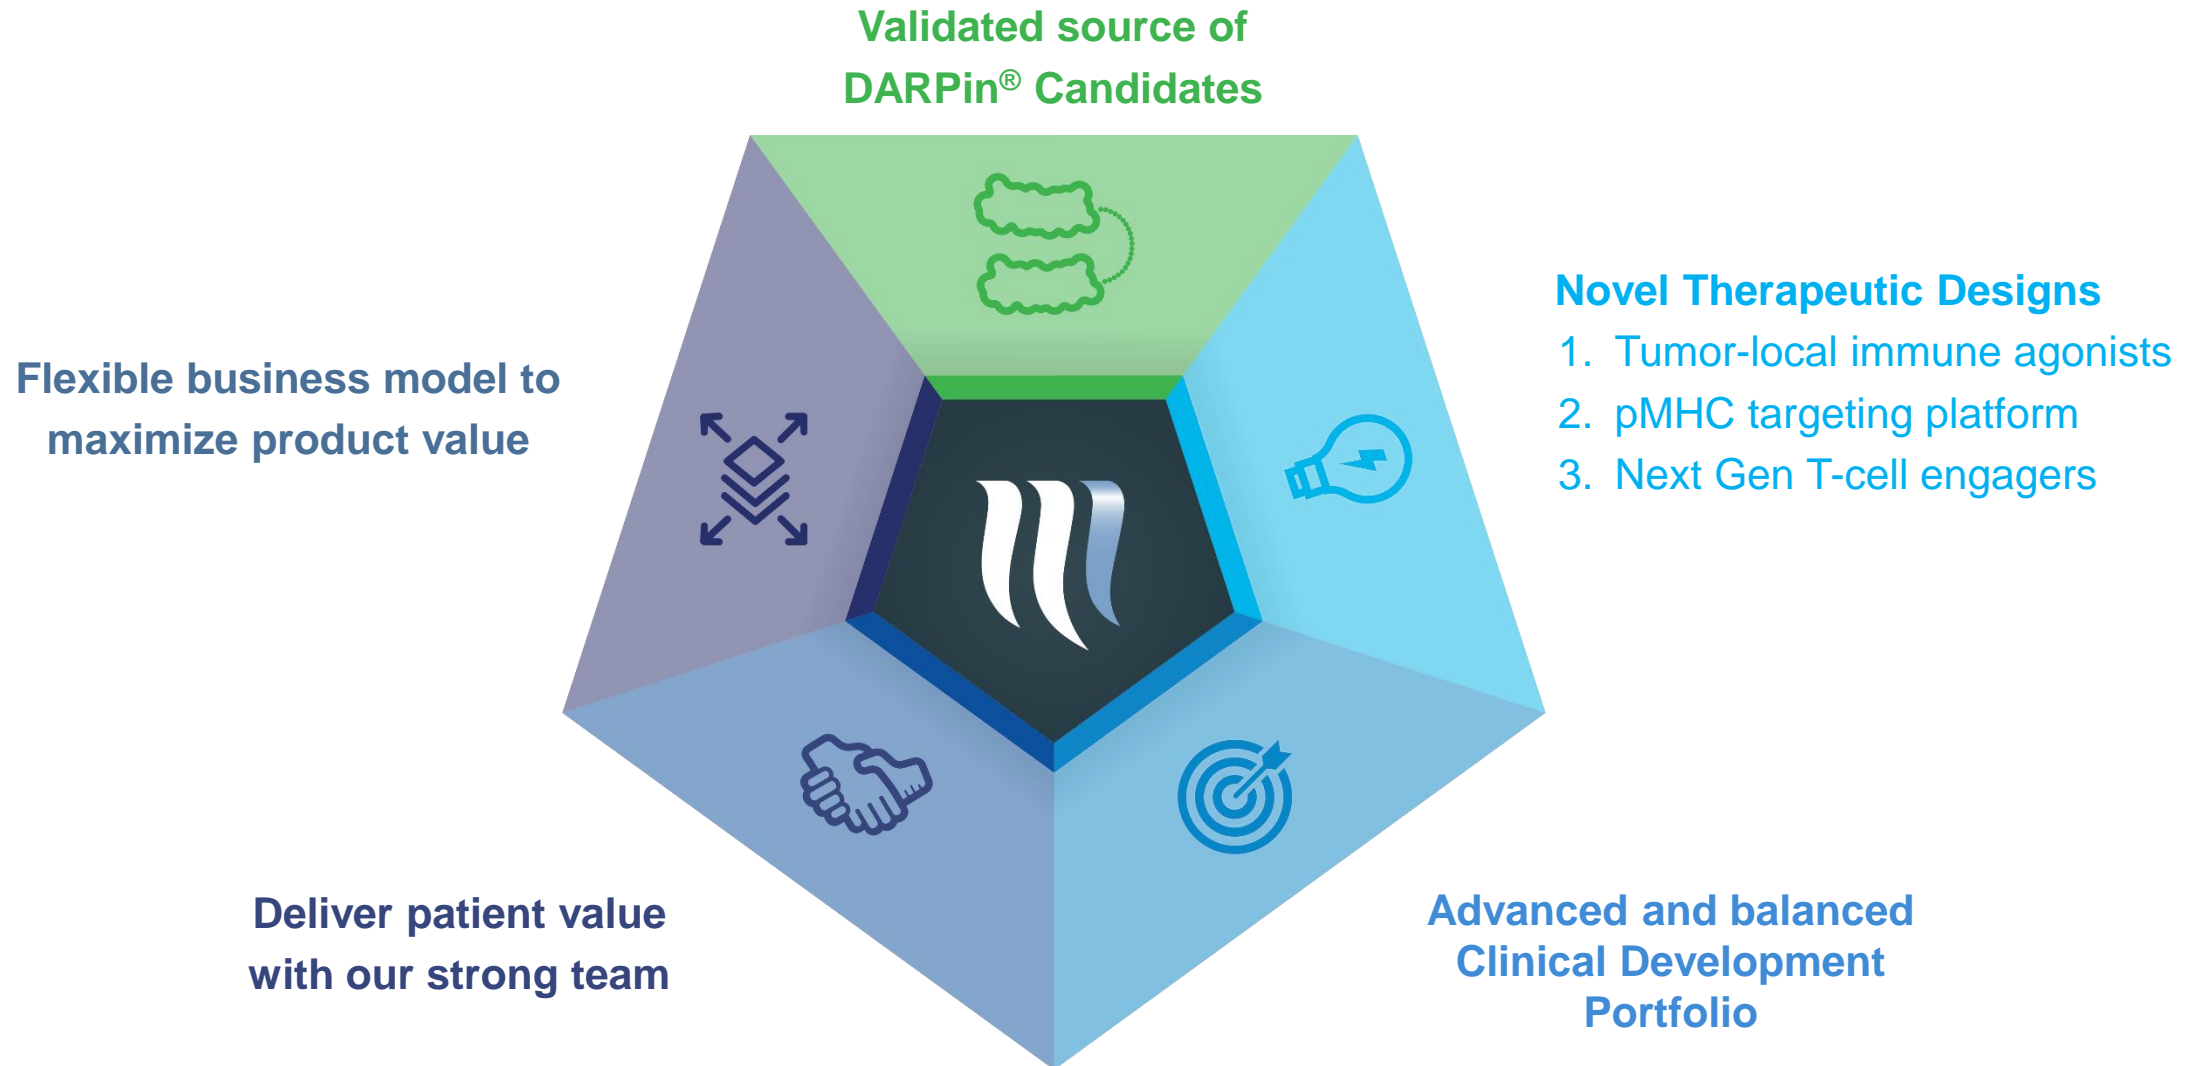 Validated source of
DARPin® Candidates
Novel Therapeutic Designs
1. Tumor-local immune agonists
2. pMHC targeting platform
3. Next Gen T-cell engagers
Advanced and balanced
Clinical Development
Portfolio
Deliver patient value
with our strong team
Flexible business model to
maximize product value